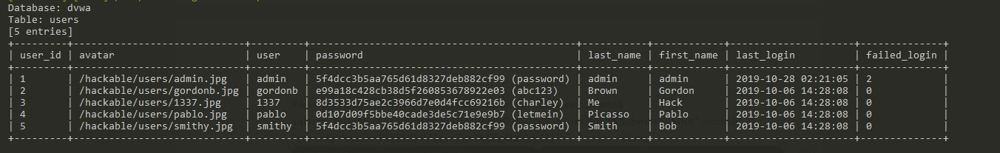 Database: dvwa
Table: users
[5 entries]
+---------+-----------------------------+---------+---------------------------------------------+-----------+------------+---------------------+--------------+
| user_id | avatar                      | user    | password                                    | last_name | first_name | last_login          | failed_login |
+---------+-----------------------------+---------+---------------------------------------------+-----------+------------+---------------------+--------------+
| 1       | /hackable/users/admin.jpg   | admin   | 5f4dcc3b5aa765d61d8327deb882cf99 (password) | admin     | admin      | 2019-10-28 02:21:05 | 2            |
| 2       | /hackable/users/gordonb.jpg | gordonb | e99a18c428cb38d5f260853678922e03 (abc123)   | Brown     | Gordon     | 2019-10-06 14:28:08 | 0            |
| 3       | /hackable/users/1337.jpg    | 1337    | 8d3533d75ae2c3966d7e0d4fcc69216b (charley)  | Me        | Hack       | 2019-10-06 14:28:08 | 0            |
| 4       | /hackable/users/pablo.jpg   | pablo   | 0d107d09f5bbe40cade3de5c71e9e9b7 (letmein)  | Picasso   | Pablo      | 2019-10-06 14:28:08 | 0            |
| 5       | /hackable/users/smithy.jpg  | smithy  | 5f4dcc3b5aa765d61d8327deb882cf99 (password) | Smith     | Bob        | 2019-10-06 14:28:08 | 0            |
+---------+-----------------------------+---------+---------------------------------------------+-----------+------------+---------------------+--------------+